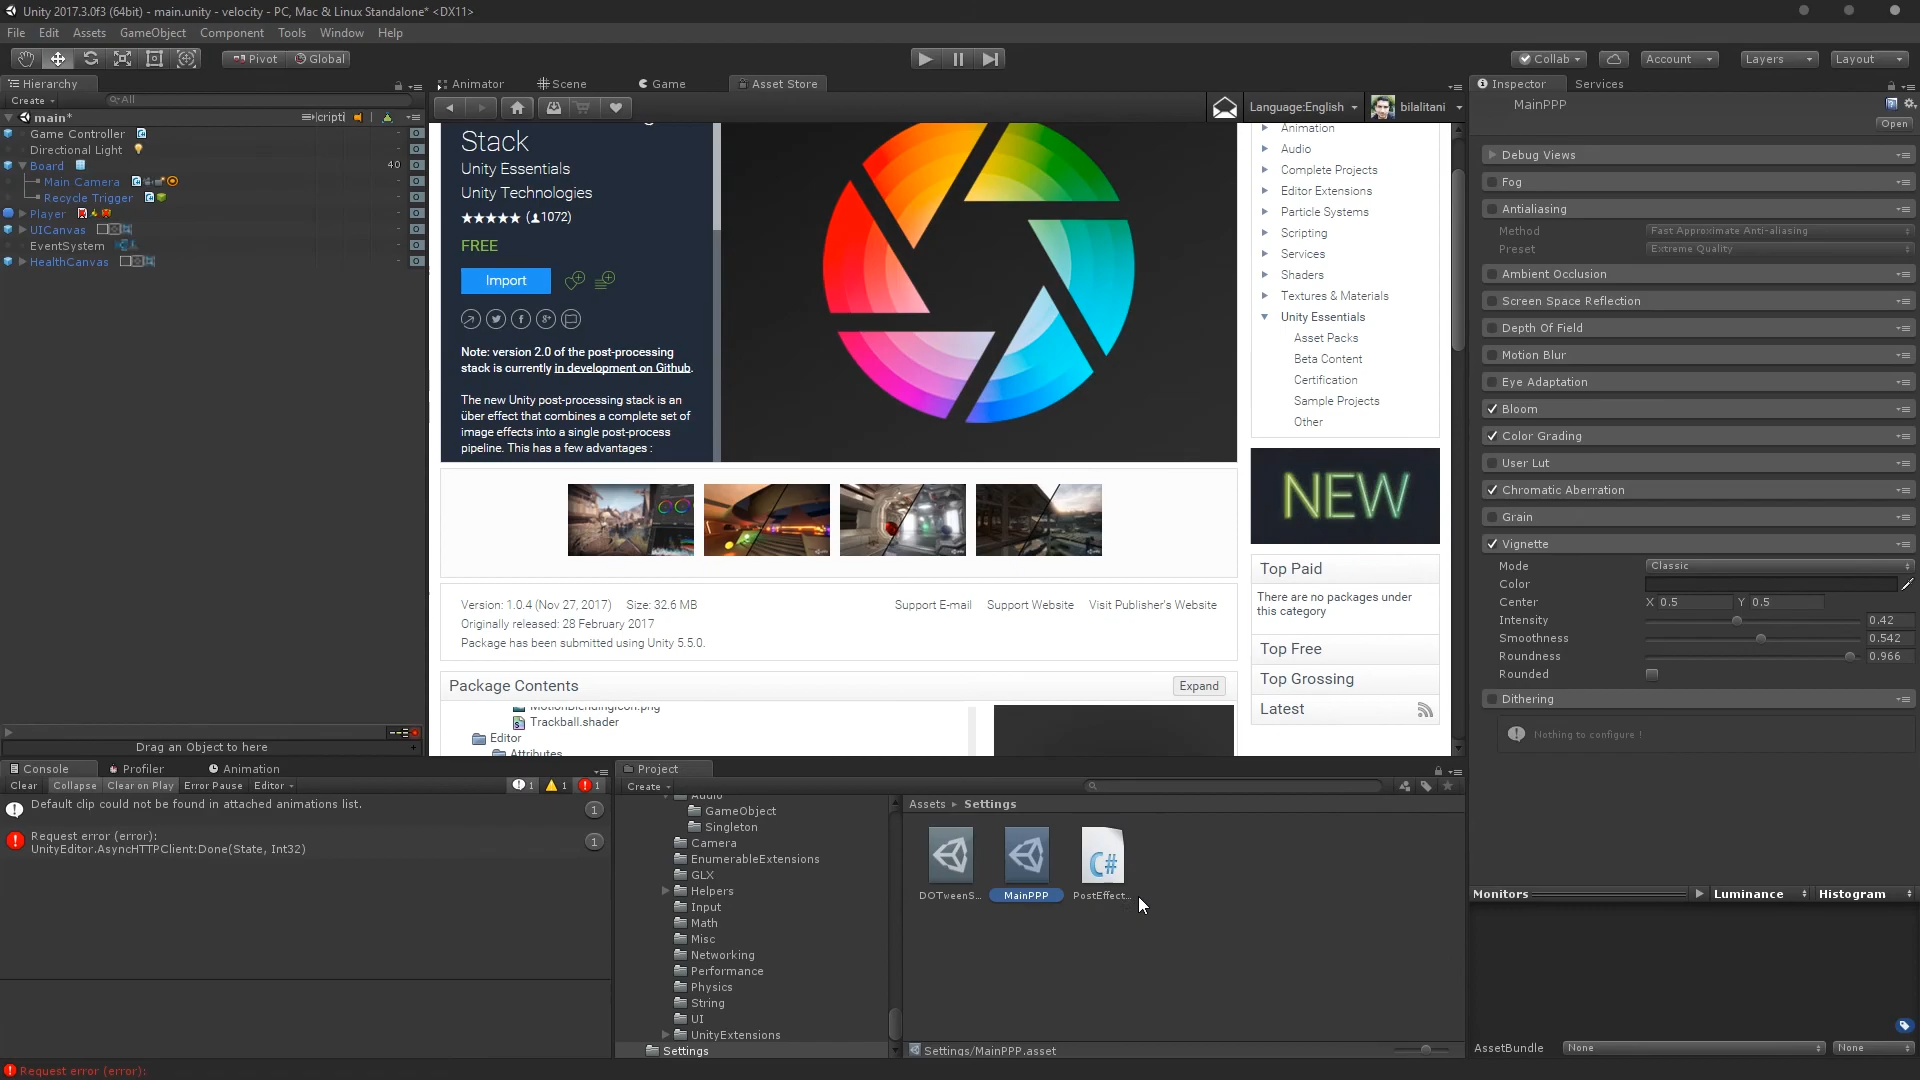 Unity 2017.3.0f3 (64bit) - main.unity - velocity - PC, Mac & Linux Standalone* <DX11>
File Edit Assets GameObject Component Tools Window Help
Pivot Global
Collab Account Layers Layout
Hierarchy
Create All
main*
Game Controller
Directional Light
Board 40
Main Camera
Recycle Trigger
Player
UICanvas
EventSystem
HealthCanvas
Drag an Object to here
Animator Scene Game Asset Store
Language:English bilalitani
Stack
Unity Essentials
Unity Technologies
★★★★★ (1072)
FREE
Import
Note: version 2.0 of the post-processing
stack is currently in development on Github.
The new Unity post-processing stack is an
über effect that combines a complete set of
image effects into a single post-process
pipeline. This has a few advantages :
Version: 1.0.4 (Nov 27, 2017) Size: 32.6 MB
Originally released: 28 February 2017
Package has been submitted using Unity 5.5.0.
Support E-mail Support Website Visit Publisher's Website
Package Contents Expand
MotionBlendingIcon.png
Trackball.shader
Editor
Attributes
Animation
Audio
Complete Projects
Editor Extensions
Particle Systems
Scripting
Services
Shaders
Textures & Materials
Unity Essentials
Asset Packs
Beta Content
Certification
Sample Projects
Other
NEW
Top Paid
There are no packages under
this category
Top Free
Top Grossing
Latest
Inspector Services
MainPPP
Open
Debug Views
Fog
Antialiasing
Method Fast Approximate Anti-aliasing
Preset Extreme Quality
Ambient Occlusion
Screen Space Reflection
Depth Of Field
Motion Blur
Eye Adaptation
Bloom
Color Grading
User Lut
Chromatic Aberration
Grain
Vignette
Mode Classic
Color
Center X 0.5 Y 0.5
Intensity 0.42
Smoothness 0.542
Roundness 0.966
Rounded
Dithering
Nothing to configure !
Monitors Luminance Histogram
AssetBundle None None
Console Profiler Animation
Clear Collapse Clear on Play Error Pause Editor 1 1 1
Default clip could not be found in attached animations list. 1
Request error (error):
UnityEditor.AsyncHTTPClient:Done(State, Int32) 1
Project
Create
Audio
GameObject
Singleton
Camera
EnumerableExtensions
GLX
Helpers
Input
Math
Misc
Networking
Performance
Physics
String
UI
UnityExtensions
Settings
Assets Settings
C#
DOTweenS... MainPPP PostEffect...
Settings/MainPPP.asset
Request error (error):